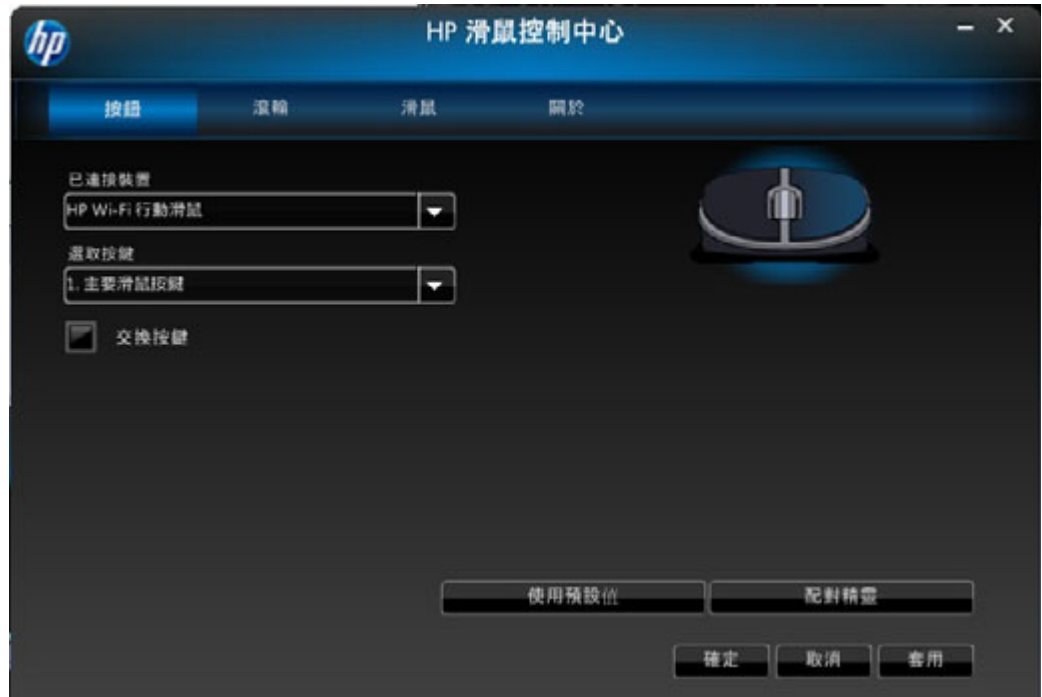 hp
HP 滑鼠控制中心
按鈕
滾輪
滑鼠
關於
已連接裝置
HP Wi-Fi 行動滑鼠
選取按鍵
1. 主要滑鼠按鍵
交換按鍵
使用預設值
配對精靈
確定
取消
套用